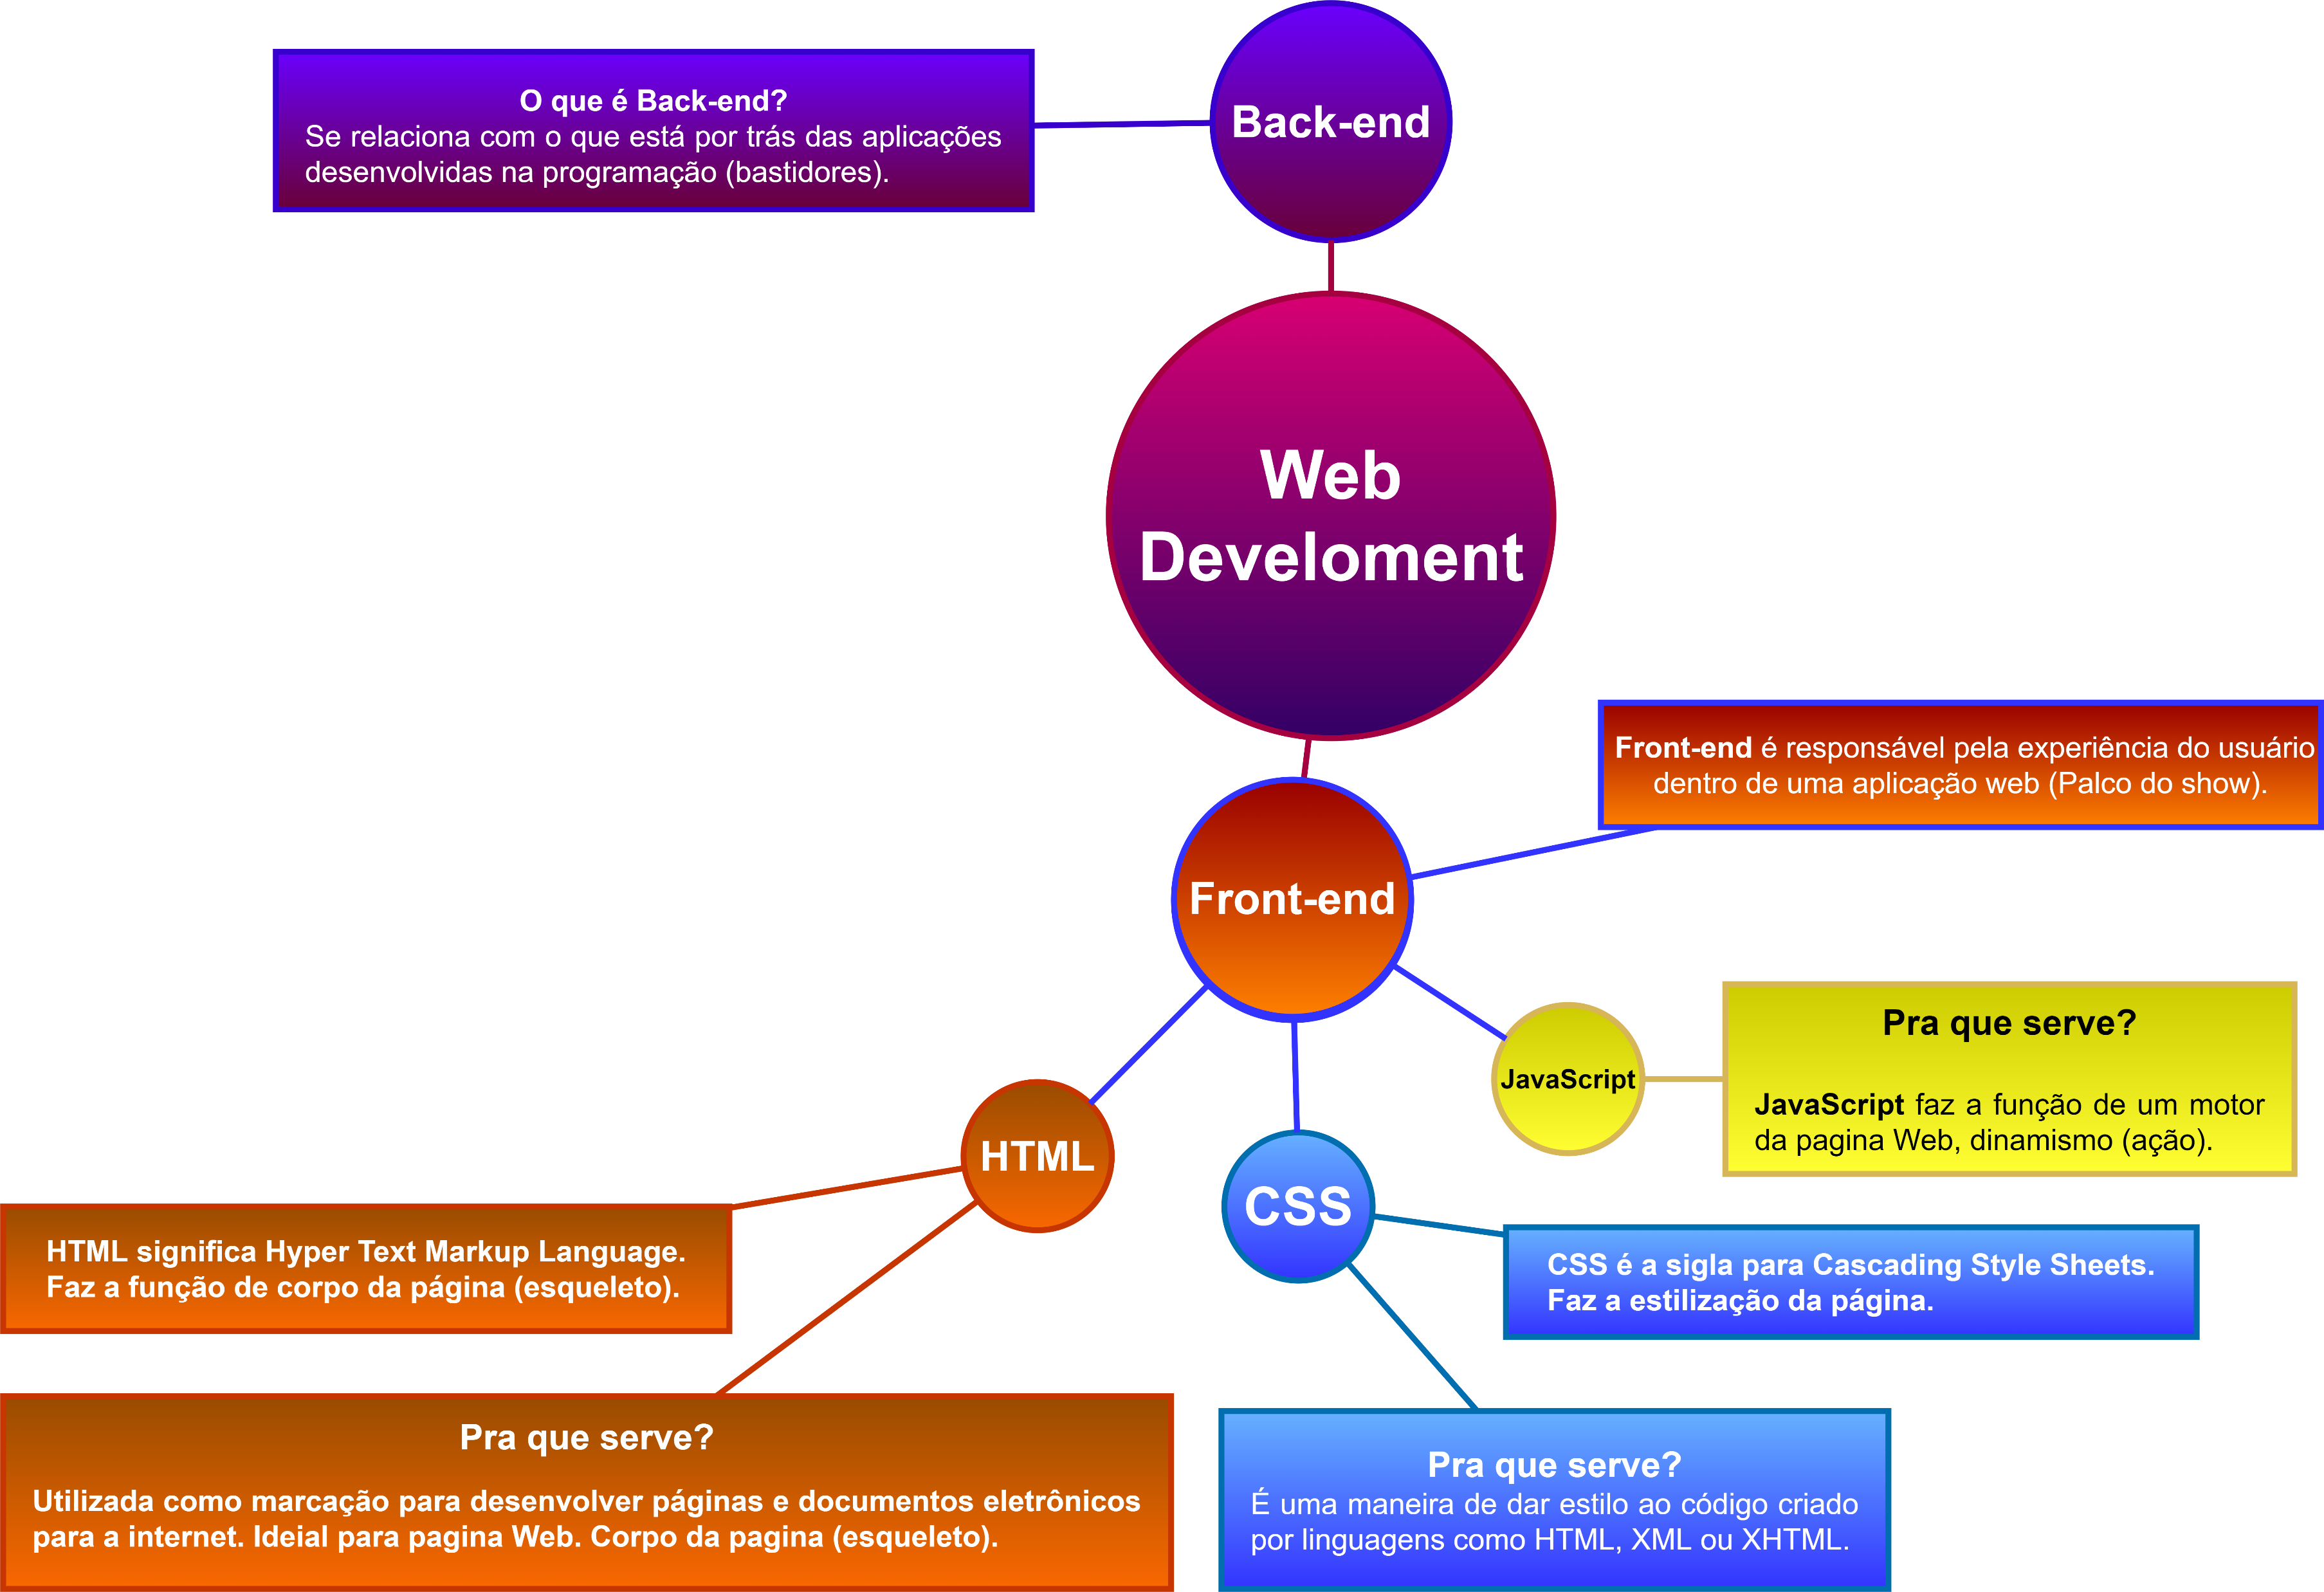 O que é Back-end?
Se relaciona com o que está por trás das aplicações
desenvolvidas na programação (bastidores).
Back-end
Web
Develoment
Front-end é responsável pela experiência do usuário
dentro de uma aplicação web (Palco do show).
Front-end
JavaScript
Pra que serve?
JavaScript faz a função de um motor
da pagina Web, dinamismo (ação).
HTML
HTML significa Hyper Text Markup Language.
Faz a função de corpo da página (esqueleto).
Pra que serve?
Utilizada como marcação para desenvolver páginas e documentos eletrônicos
para a internet. Ideial para pagina Web. Corpo da pagina (esqueleto).
CSS
CSS é a sigla para Cascading Style Sheets.
Faz a estilização da página.
Pra que serve?
É uma maneira de dar estilo ao código criado
por linguagens como HTML, XML ou XHTML.